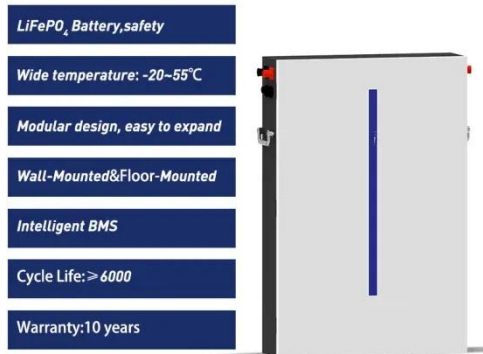 LiFePO₄ Battery,safety
Wide temperature: -20~55℃
Modular design, easy to expand
Wall-Mounted&Floor-Mounted
Intelligent BMS
Cycle Life:≥6000
Warranty:10 years